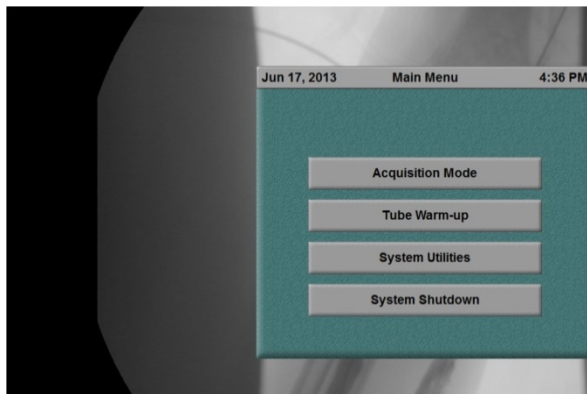 Jun 17, 2013 Main Menu 4:36 PM
Acquisition Mode
Tube Warm-up
System Utilities
System Shutdown